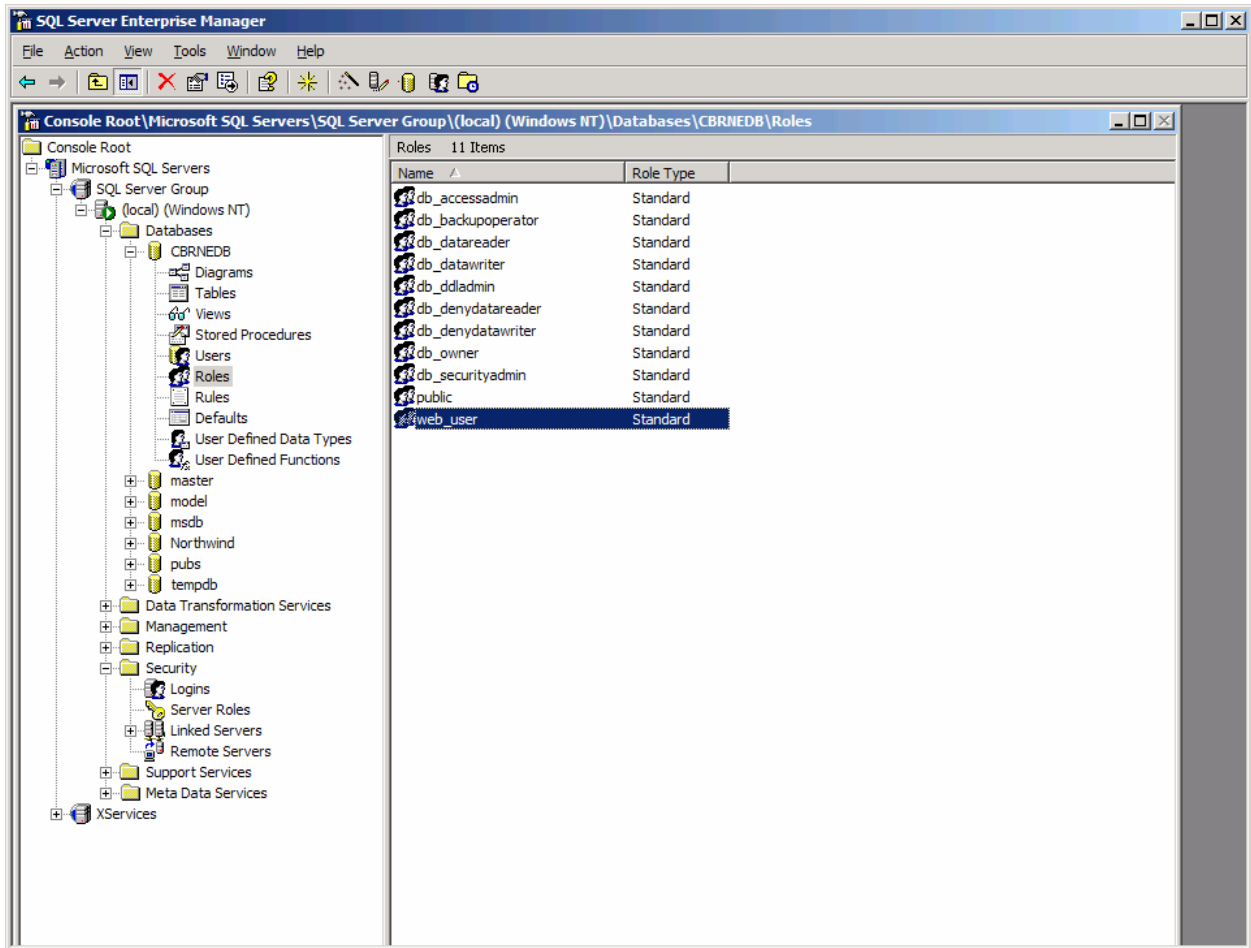 SQL Server Enterprise Manager
File Action View Tools Window Help
Console Root\Microsoft SQL Servers\SQL Server Group\(local) (Windows NT)\Databases\CBRNEDB\Roles
Console Root
Microsoft SQL Servers
SQL Server Group
(local) (Windows NT)
Databases
CBRNEDB
Diagrams
Tables
Views
Stored Procedures
Users
Roles
Rules
Defaults
User Defined Data Types
User Defined Functions
master
model
msdb
Northwind
pubs
tempdb
Data Transformation Services
Management
Replication
Security
Logins
Server Roles
Linked Servers
Remote Servers
Support Services
Meta Data Services
XServices
Roles 11 Items
Name Role Type
db_accessadmin Standard
db_backupoperator Standard
db_datareader Standard
db_datawriter Standard
db_ddladmin Standard
db_denydatareader Standard
db_denydatawriter Standard
db_owner Standard
db_securityadmin Standard
public Standard
web_user Standard